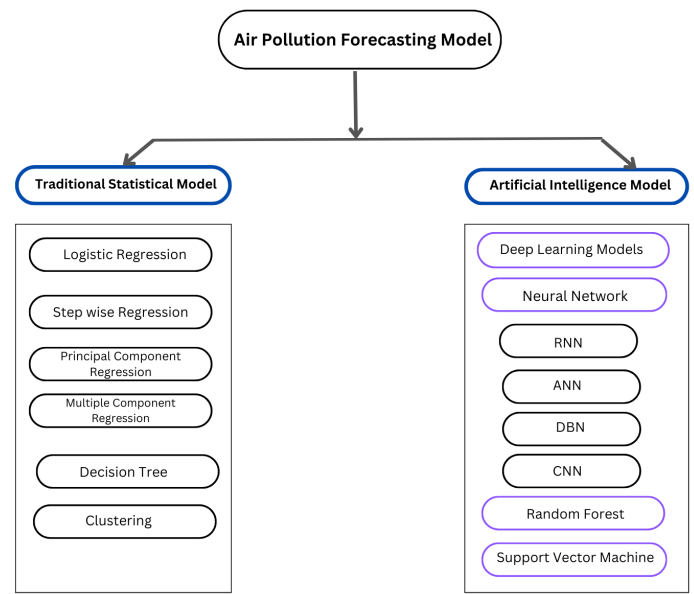 Air Pollution Forecasting Model
Traditional Statistical Model
Logistic Regression
Step wise Regression
Principal Component
Regression
Multiple Component
Regression
Decision Tree
Clustering
Artificial Intelligence Model
Deep Learning Models
Neural Network
RNN
ANN
DBN
CNN
Random Forest
Support Vector Machine